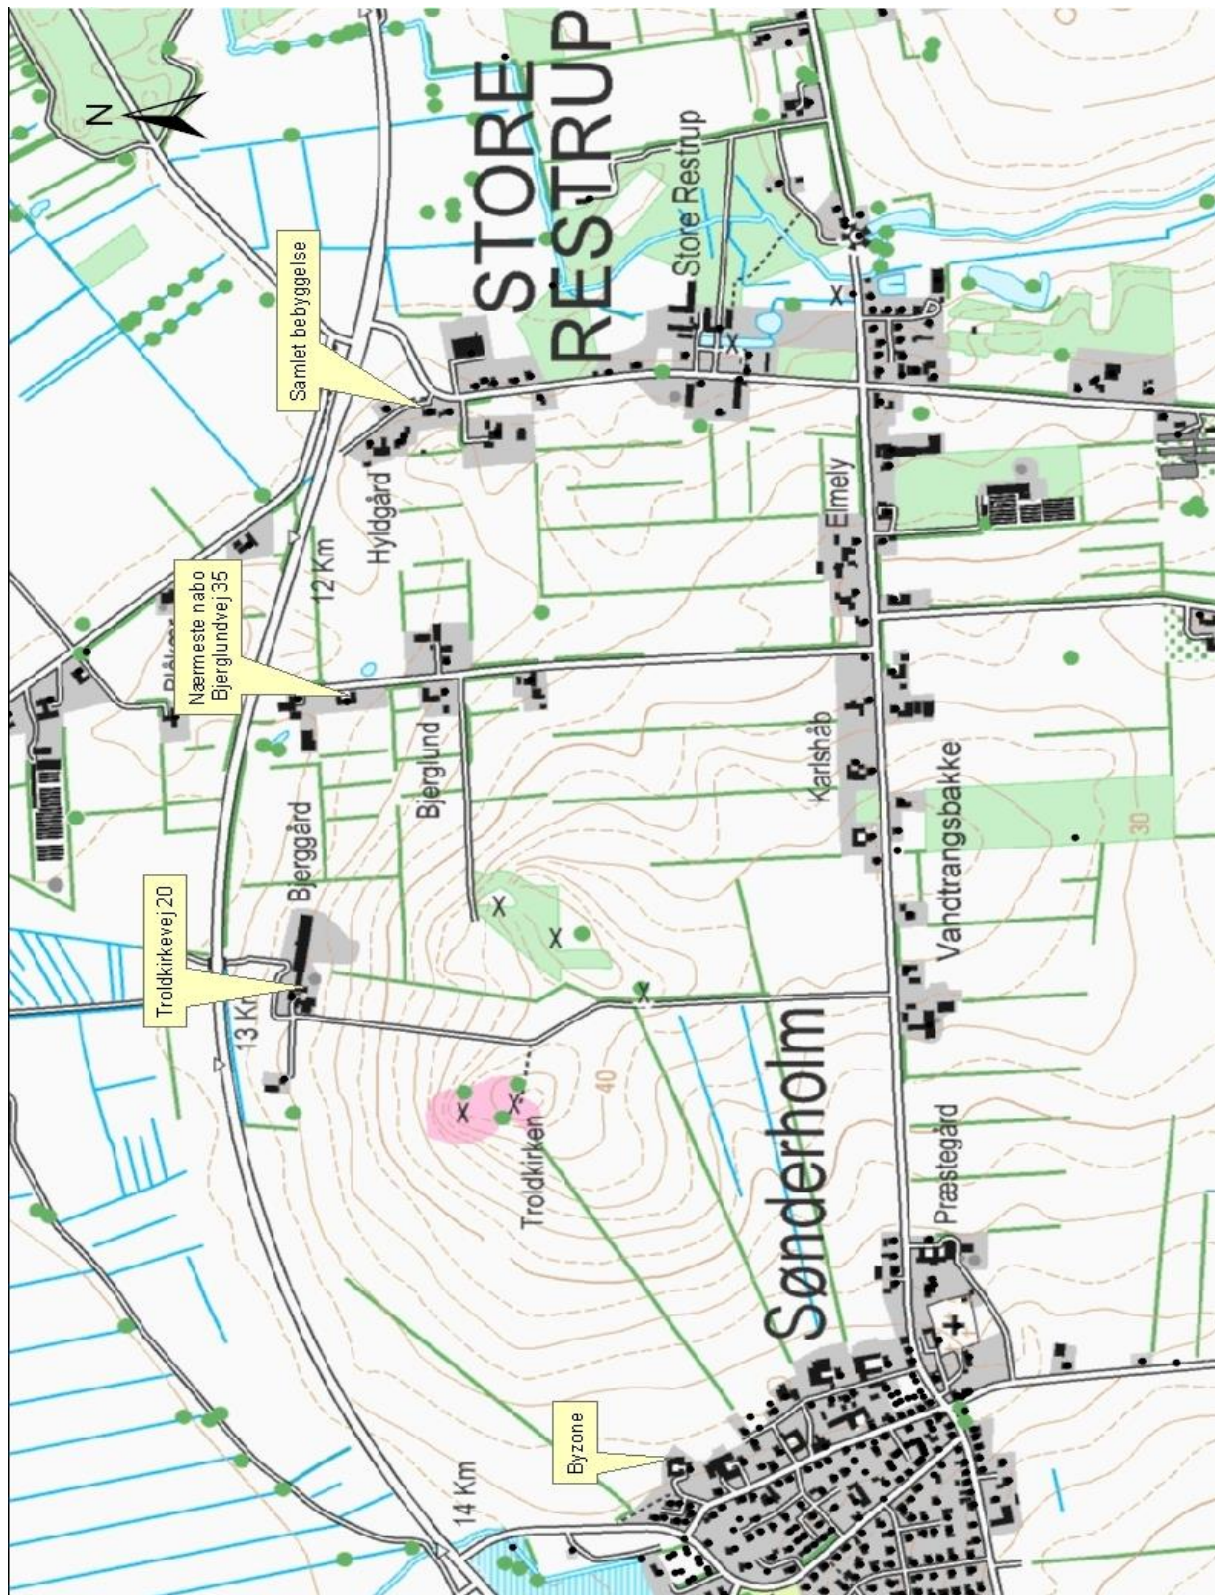 N
STORE
RESTRUP
Samlet bebyggelse
Store Restrup
Hyldgård
12 Km
Elmely
Nærmeste nabo
Bjerglundvej 35
Bjerglund
Karlshåb
Bjerggård
Vandtrangsbakke
30
Troldkirkevej 20
13 Km
40
Troldkirken
Sønderholm
Præstegård
Byzone
14 Km